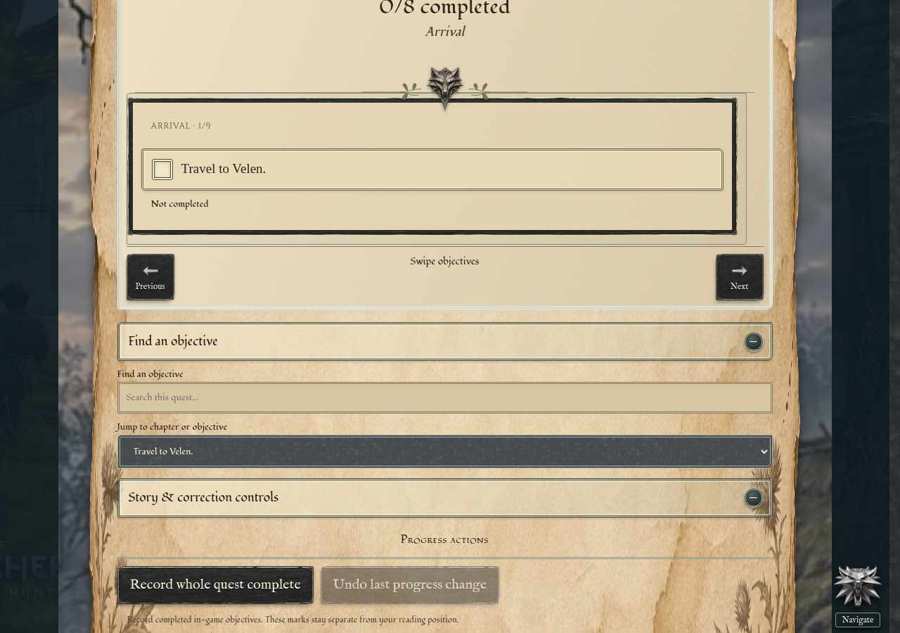 0/8 completed
Arrival
ARRIVAL · 1/9
Travel to Velen.
Not completed
Swipe objectives
Previous
Next
Find an objective
Find an objective
Search this quest...
Jump to chapter or objective
Travel to Velen.
Story & correction controls
Progress actions
Record whole quest complete
Undo last progress change
Record completed in-game objectives. These marks stay separate from your reading position.
Navigate